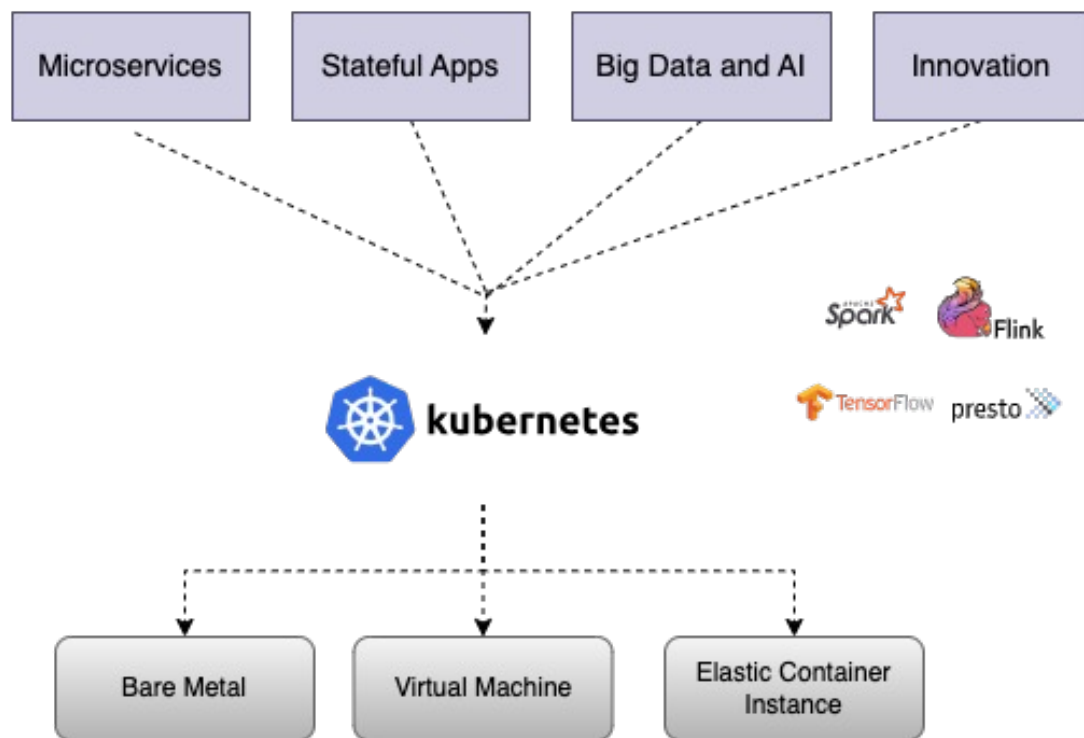 Microservices
Stateful Apps
Big Data and AI
Innovation
APACHE
Spark
Flink
TensorFlow
presto
kubernetes
Bare Metal
Virtual Machine
Elastic Container
Instance